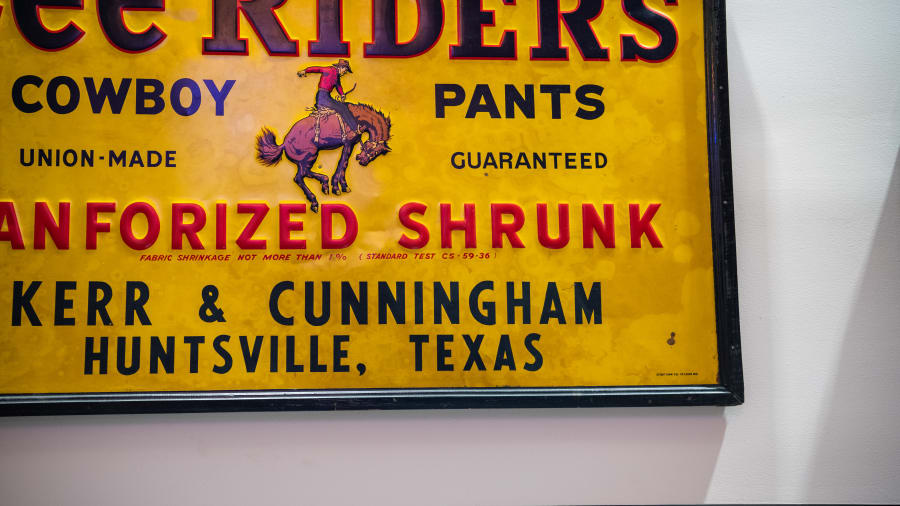 ee RIDERS
COWBOY PANTS
UNION-MADE GUARANTEED
ANFORIZED SHRUNK
FABRIC SHRINKAGE NOT MORE THAN 1% (STANDARD TEST CS-59-36)
KERR & CUNNINGHAM
HUNTSVILLE, TEXAS